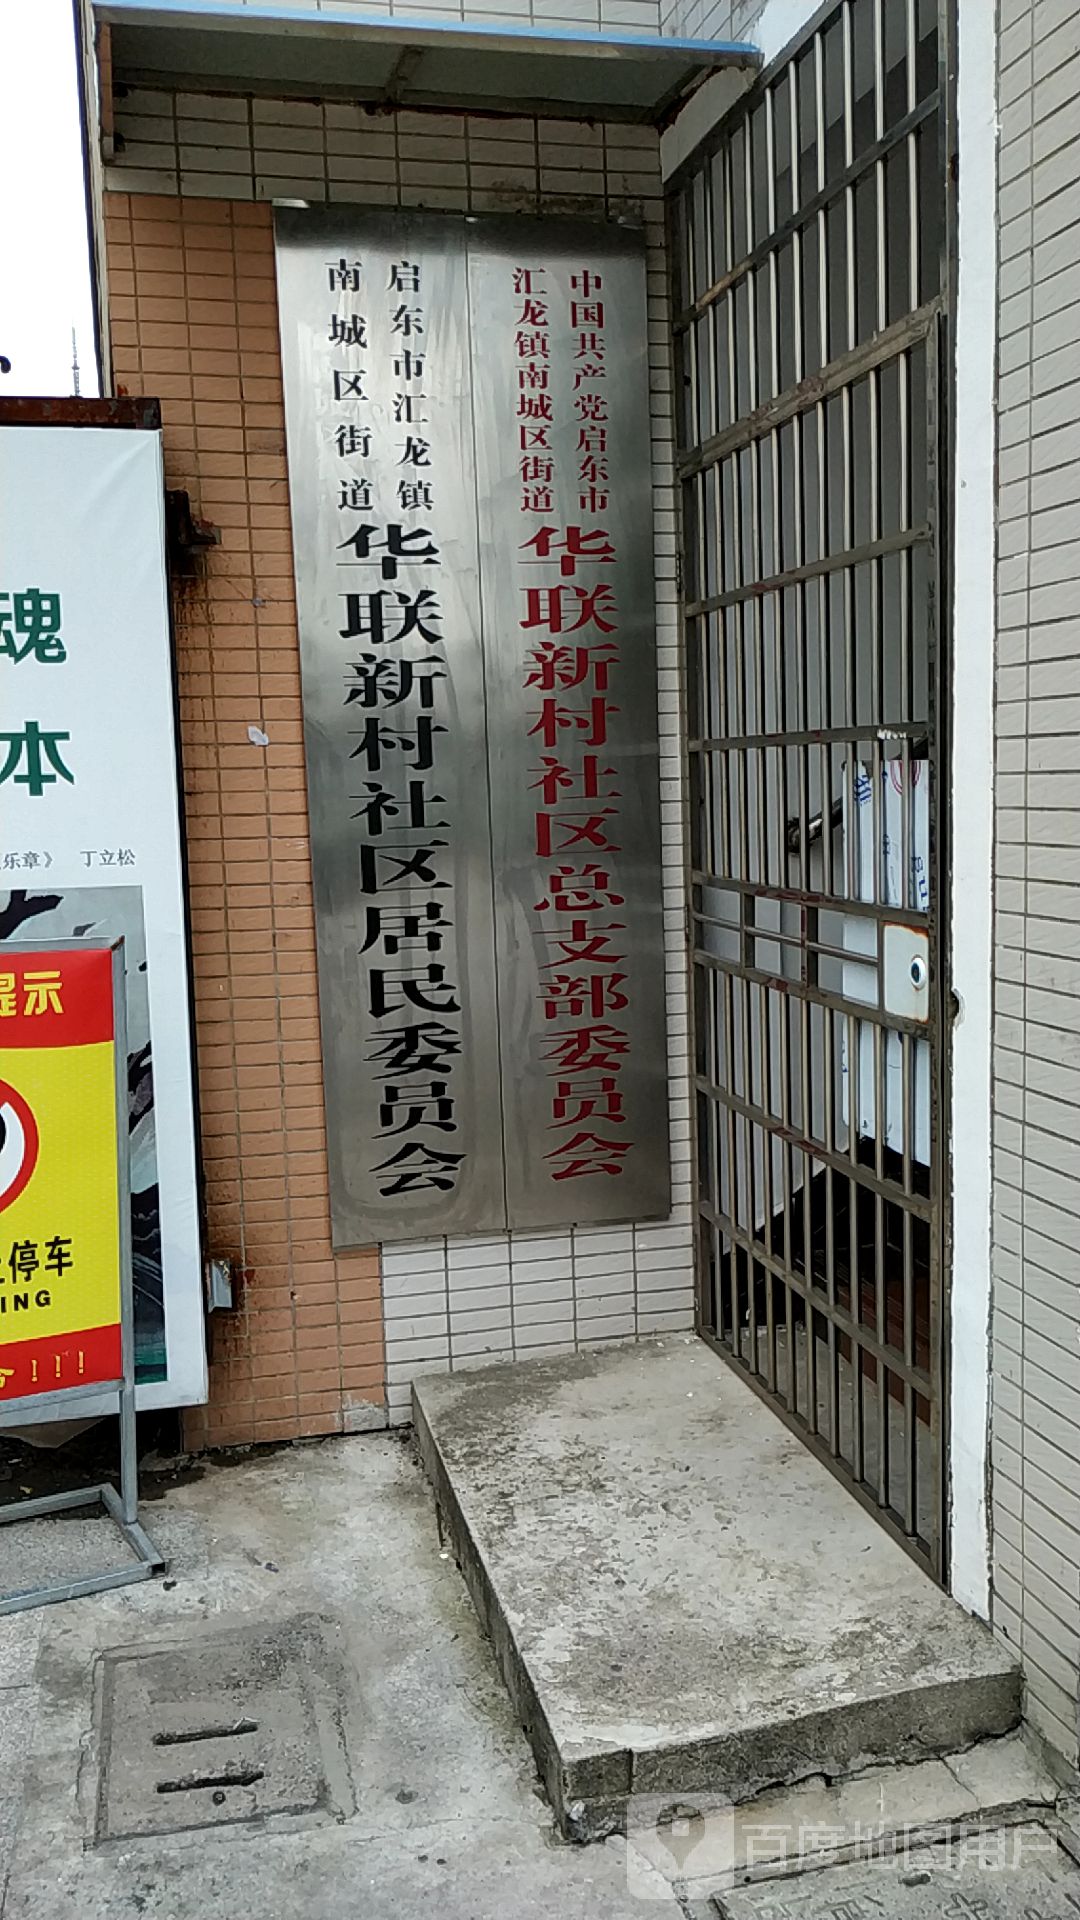 中国共产党启东市
汇龙镇南城区街道
华联新村社区总支部委员会
启东市汇龙镇
南城区街道
华联新村社区居民委员会
魂
本
乐章》 丁立松
提示
停车
ING
!!!
百度地图用户